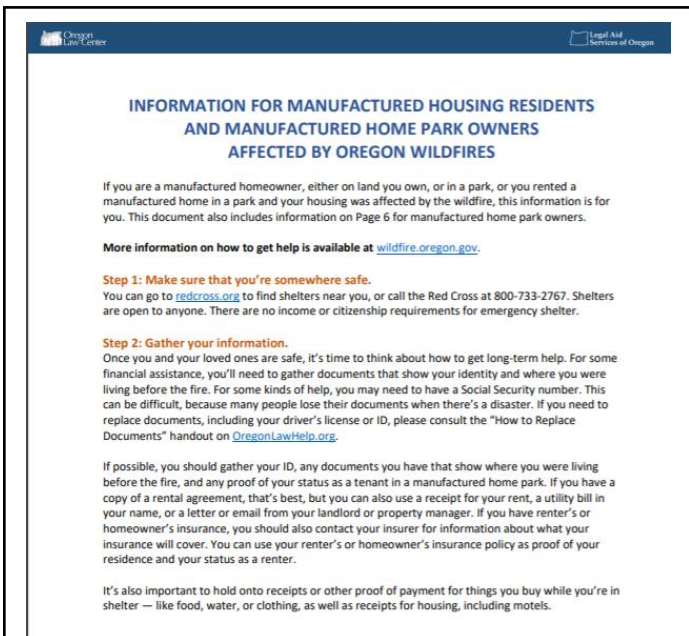 Oregon
Law Center
Legal Aid
Services of Oregon
INFORMATION FOR MANUFACTURED HOUSING RESIDENTS
AND MANUFACTURED HOME PARK OWNERS
AFFECTED BY OREGON WILDFIRES
If you are a manufactured homeowner, either on land you own, or in a park, or you rented a
manufactured home in a park and your housing was affected by the wildfire, this information is for
you. This document also includes information on Page 6 for manufactured home park owners.
More information on how to get help is available at wildfire.oregon.gov.
Step 1: Make sure that you’re somewhere safe.
You can go to redcross.org to find shelters near you, or call the Red Cross at 800-733-2767. Shelters
are open to anyone. There are no income or citizenship requirements for emergency shelter.
Step 2: Gather your information.
Once you and your loved ones are safe, it’s time to think about how to get long-term help. For some
financial assistance, you’ll need to gather documents that show your identity and where you were
living before the fire. For some kinds of help, you may need to have a Social Security number. This
can be difficult, because many people lose their documents when there’s a disaster. If you need to
replace documents, including your driver’s license or ID, please consult the “How to Replace
Documents” handout on OregonLawHelp.org.
If possible, you should gather your ID, any documents you have that show where you were living
before the fire, and any proof of your status as a tenant in a manufactured home park. If you have a
copy of a rental agreement, that’s best, but you can also use a receipt for your rent, a utility bill in
your name, or a letter or email from your landlord or property manager. If you have renter’s or
homeowner’s insurance, you should also contact your insurer for information about what your
insurance will cover. You can use your renter’s or homeowner’s insurance policy as proof of your
residence and your status as a renter.
It’s also important to hold onto receipts or other proof of payment for things you buy while you’re in
shelter — like food, water, or clothing, as well as receipts for housing, including motels.